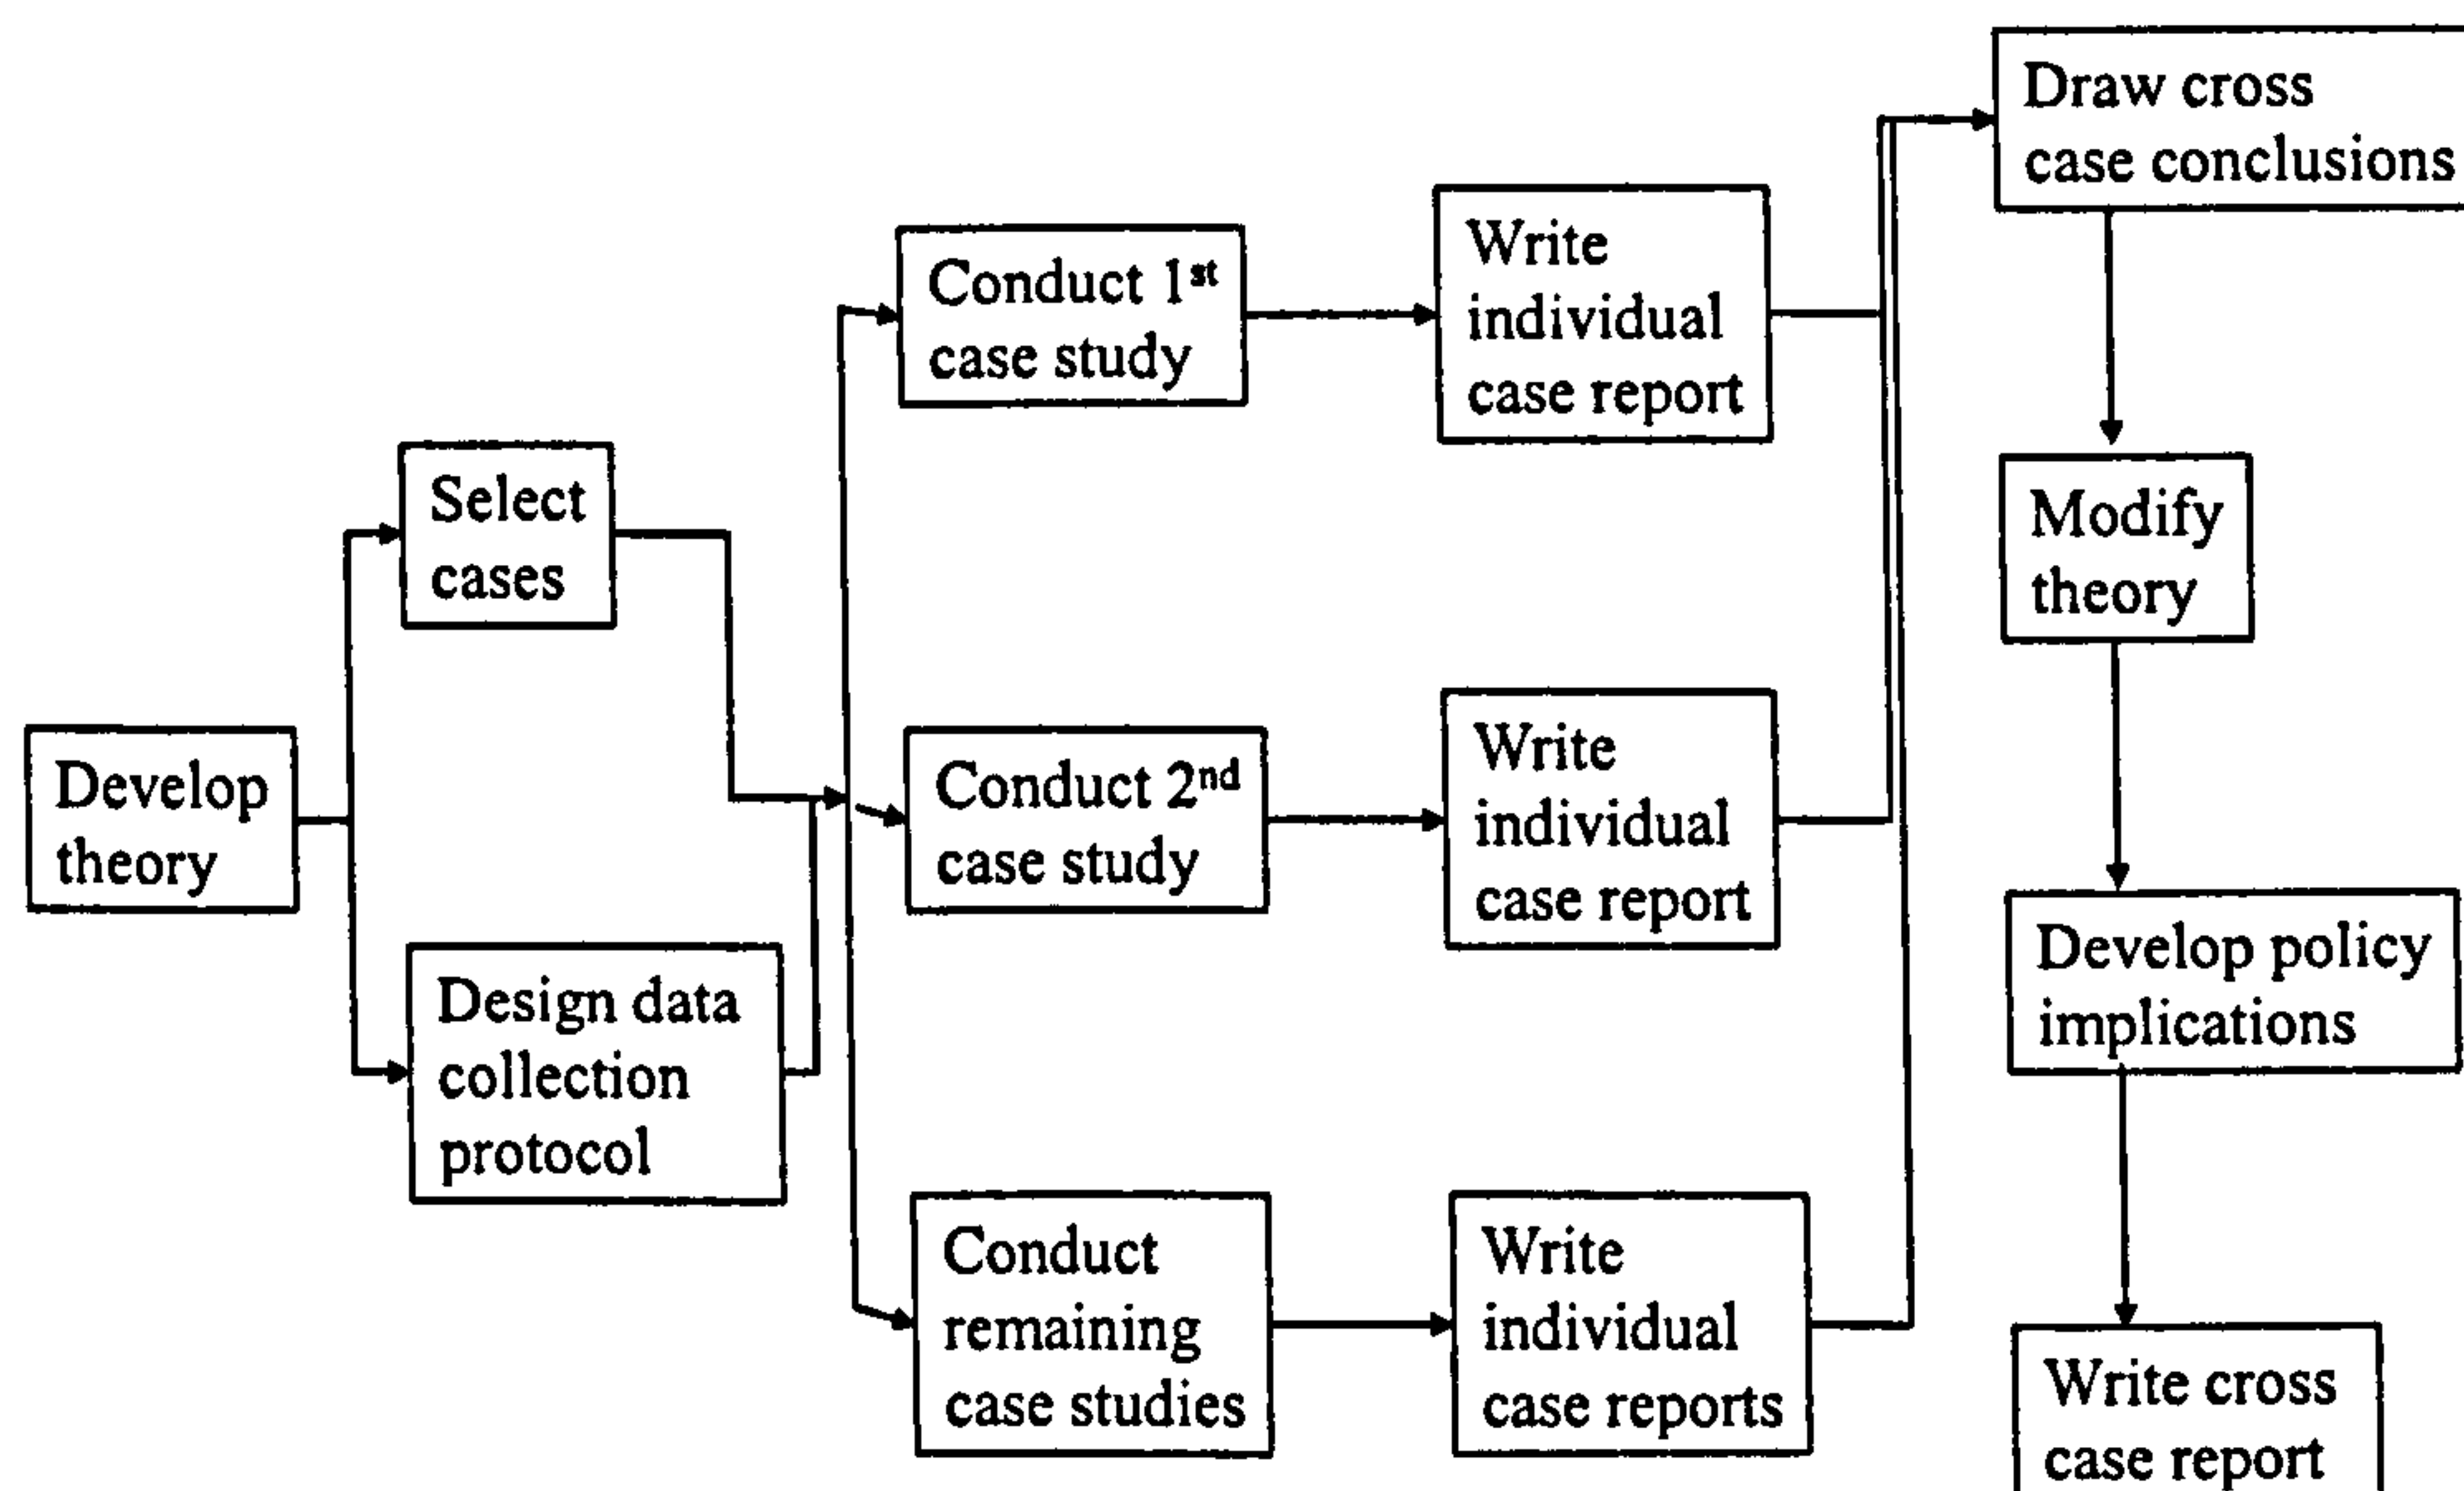 Develop
theory
Select
cases
Design data
collection
protocol
Conduct 1st
case study
Write
individual
case report
Conduct 2nd
case study
Write
individual
case report
Conduct
remaining
case studies
Write
individual
case reports
Draw cross
case conclusions
Modify
theory
Develop policy
implications
Write cross
case report